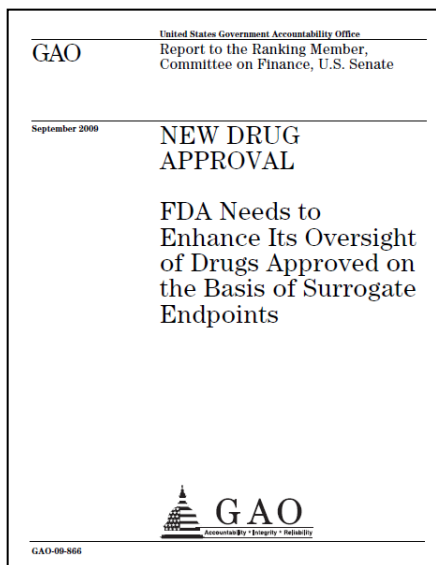 United States Government Accountability Office
GAO
Report to the Ranking Member,
Committee on Finance, U.S. Senate
September 2009
NEW DRUG
APPROVAL
FDA Needs to
Enhance Its Oversight
of Drugs Approved on
the Basis of Surrogate
Endpoints
GAO
Accountability * Integrity * Reliability
GAO-09-866